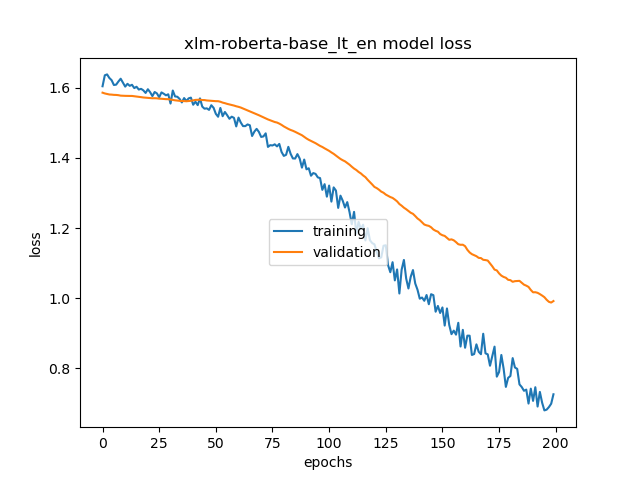 xlm-roberta-base_lt_en model loss
1.6
1.4
1.2
1.0
0.8
loss
training
validation
0 25 50 75 100 125 150 175 200
epochs